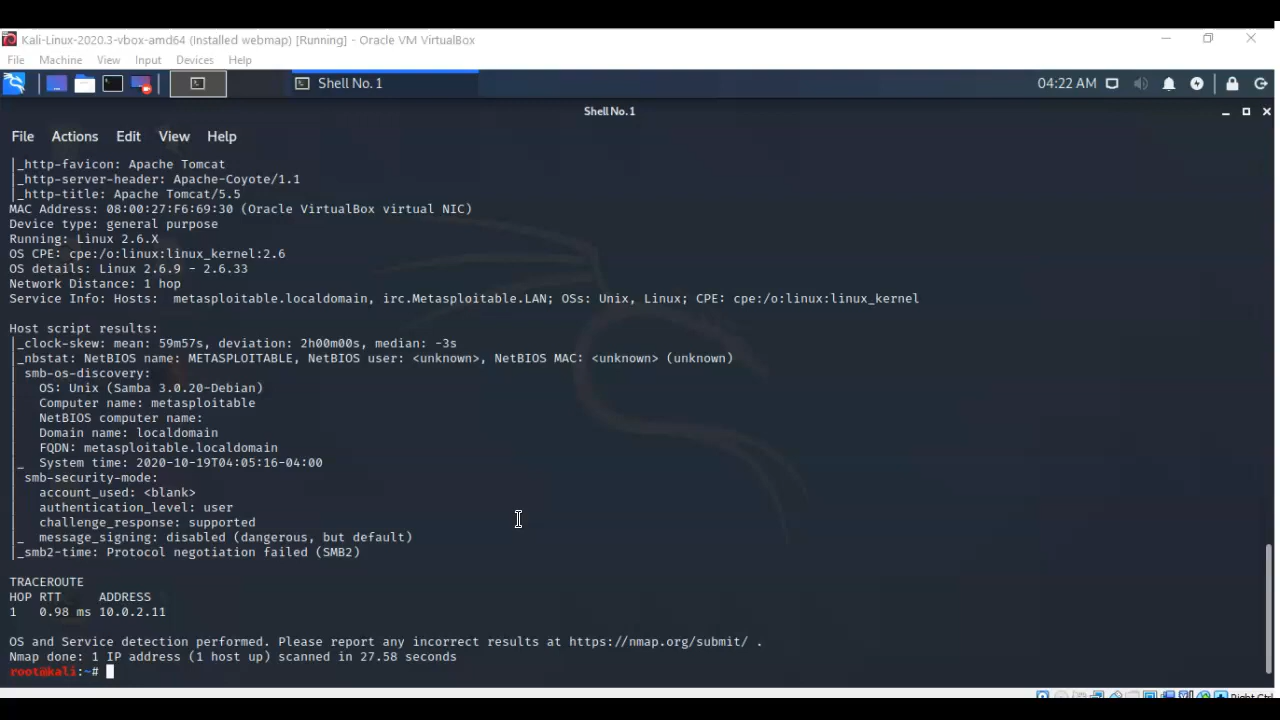 Kali-Linux-2020.3-vbox-amd64 (Installed webmap) [Running] - Oracle VM VirtualBox
File Machine View Input Devices Help
Shell No. 1
04:22 AM
Shell No. 1
File Actions Edit View Help
|_http-favicon: Apache Tomcat
|_http-server-header: Apache-Coyote/1.1
|_http-title: Apache Tomcat/5.5
MAC Address: 08:00:27:F6:69:30 (Oracle VirtualBox virtual NIC)
Device type: general purpose
Running: Linux 2.6.X
OS CPE: cpe:/o:linux:linux_kernel:2.6
OS details: Linux 2.6.9 - 2.6.33
Network Distance: 1 hop
Service Info: Hosts:  metasploitable.localdomain, irc.Metasploitable.LAN; OSs: Unix, Linux; CPE: cpe:/o:linux:linux_kernel
Host script results:
|_clock-skew: mean: 59m57s, deviation: 2h00m00s, median: -3s
|_nbstat: NetBIOS name: METASPLOITABLE, NetBIOS user: <unknown>, NetBIOS MAC: <unknown> (unknown)
| smb-os-discovery:
|   OS: Unix (Samba 3.0.20-Debian)
|   Computer name: metasploitable
|   NetBIOS computer name:
|   Domain name: localdomain
|   FQDN: metasploitable.localdomain
|_  System time: 2020-10-19T04:05:16-04:00
| smb-security-mode:
|   account_used: <blank>
|   authentication_level: user
|   challenge_response: supported
|_  message_signing: disabled (dangerous, but default)
|_smb2-time: Protocol negotiation failed (SMB2)
TRACEROUTE
HOP RTT     ADDRESS
1   0.98 ms 10.0.2.11
OS and Service detection performed. Please report any incorrect results at https://nmap.org/submit/ .
Nmap done: 1 IP address (1 host up) scanned in 27.58 seconds
root@kali:~#
Right Ctrl